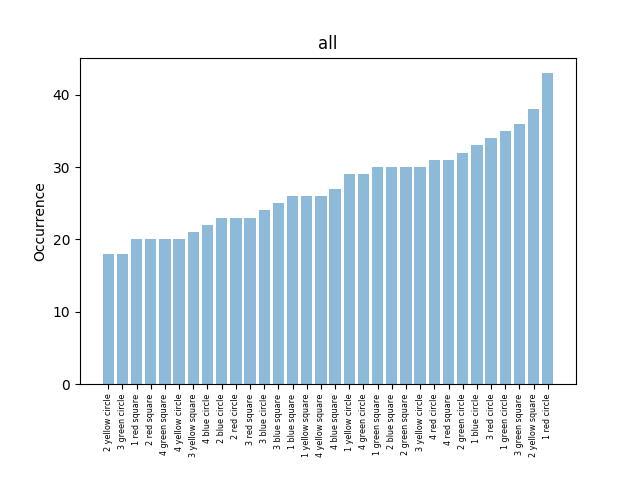 all
Occurrence
40
30
20
10
0
2 yellow circle
3 green circle
1 red square
2 red square
4 green square
4 yellow circle
3 yellow square
4 blue circle
2 blue circle
2 red circle
3 red square
3 blue circle
3 blue square
1 blue square
1 yellow square
4 yellow square
4 blue square
1 yellow circle
4 green circle
1 green square
2 blue square
2 green square
3 yellow circle
4 red circle
4 red square
2 green circle
1 blue circle
3 red circle
1 green circle
3 green square
2 yellow square
1 red circle